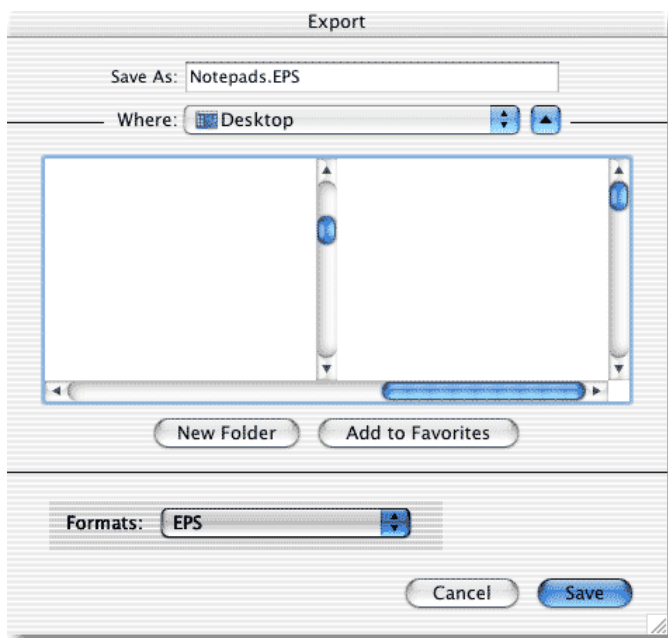 Export
Save As: Notepads.EPS
Where: Desktop
New Folder Add to Favorites
Formats: EPS
Cancel Save